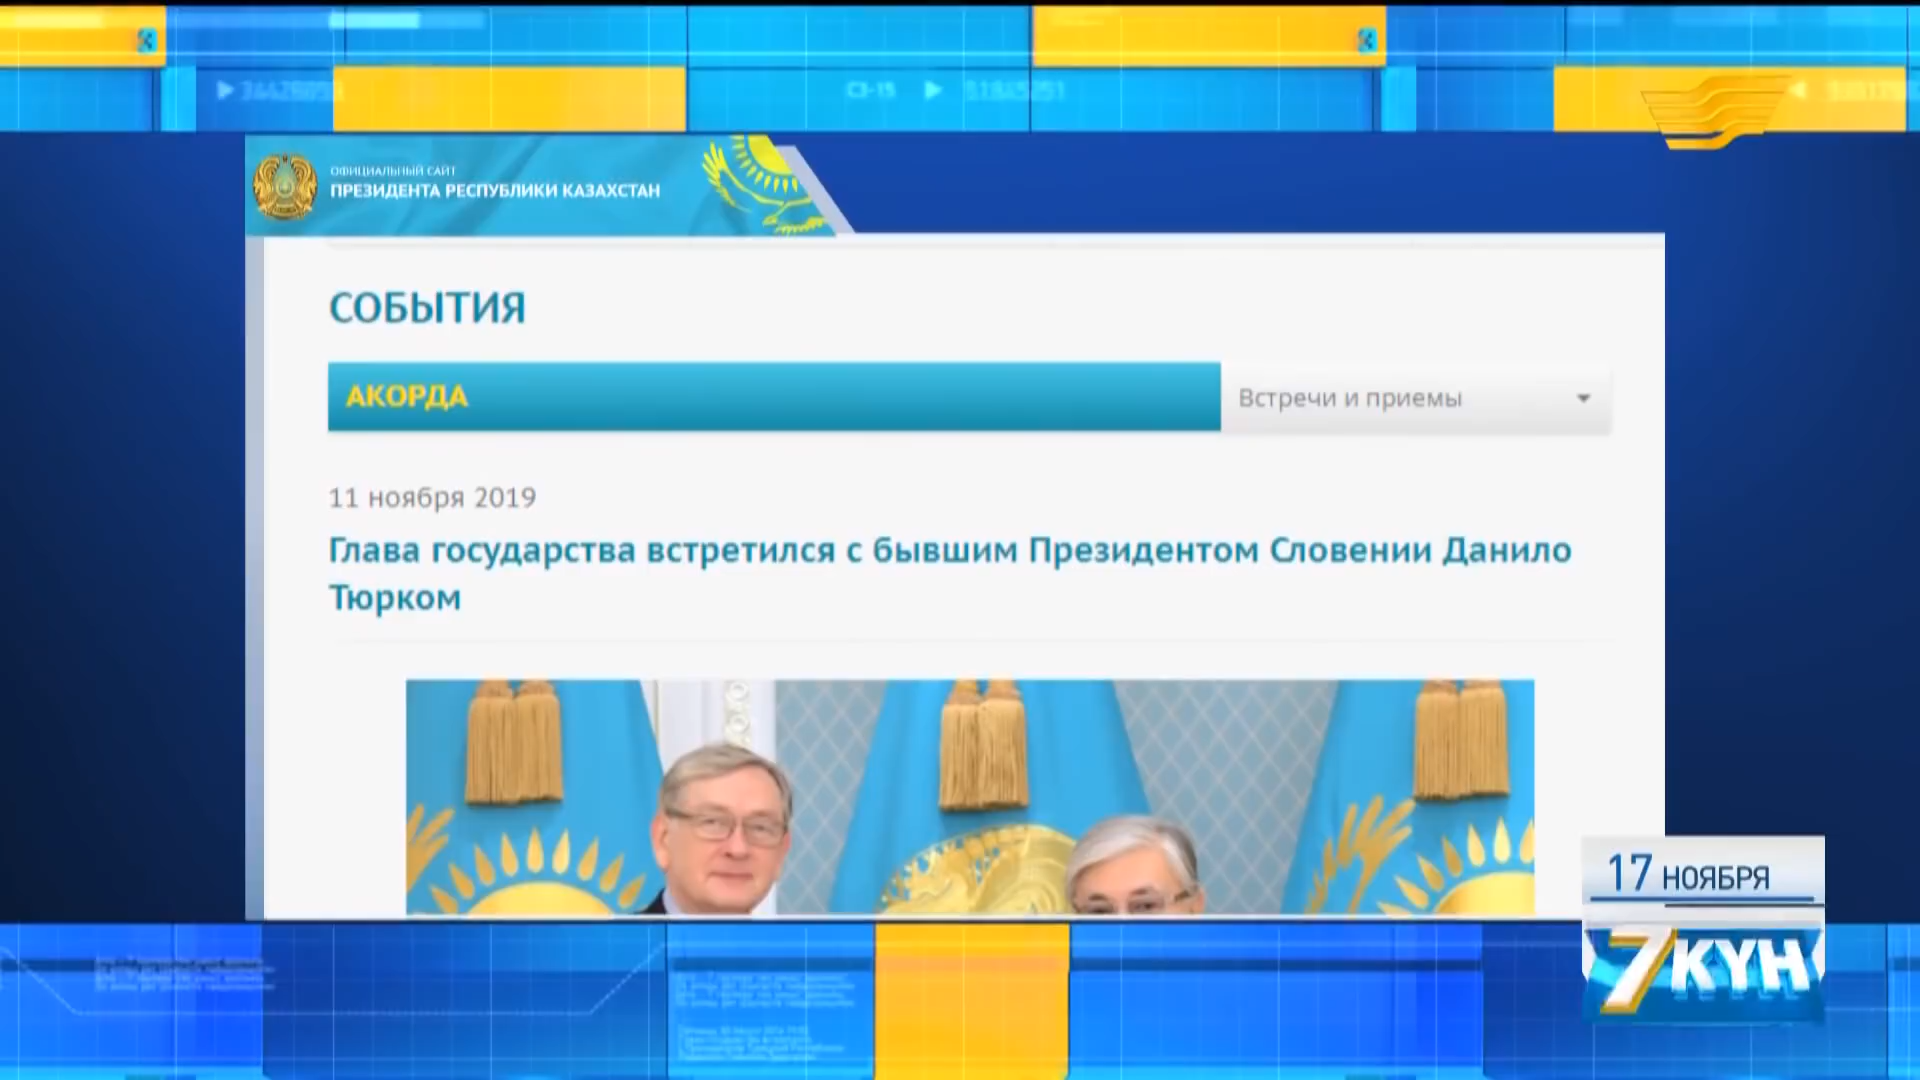 ОФИЦИАЛЬНЫЙ САЙТ
ПРЕЗИДЕНТА РЕСПУБЛИКИ КАЗАХСТАН
СОБЫТИЯ
АКОРДА
Встречи и приемы
11 ноября 2019
Глава государства встретился с бывшим Президентом Словении Данило
Тюрком
17 НОЯБРЯ
7КҮН